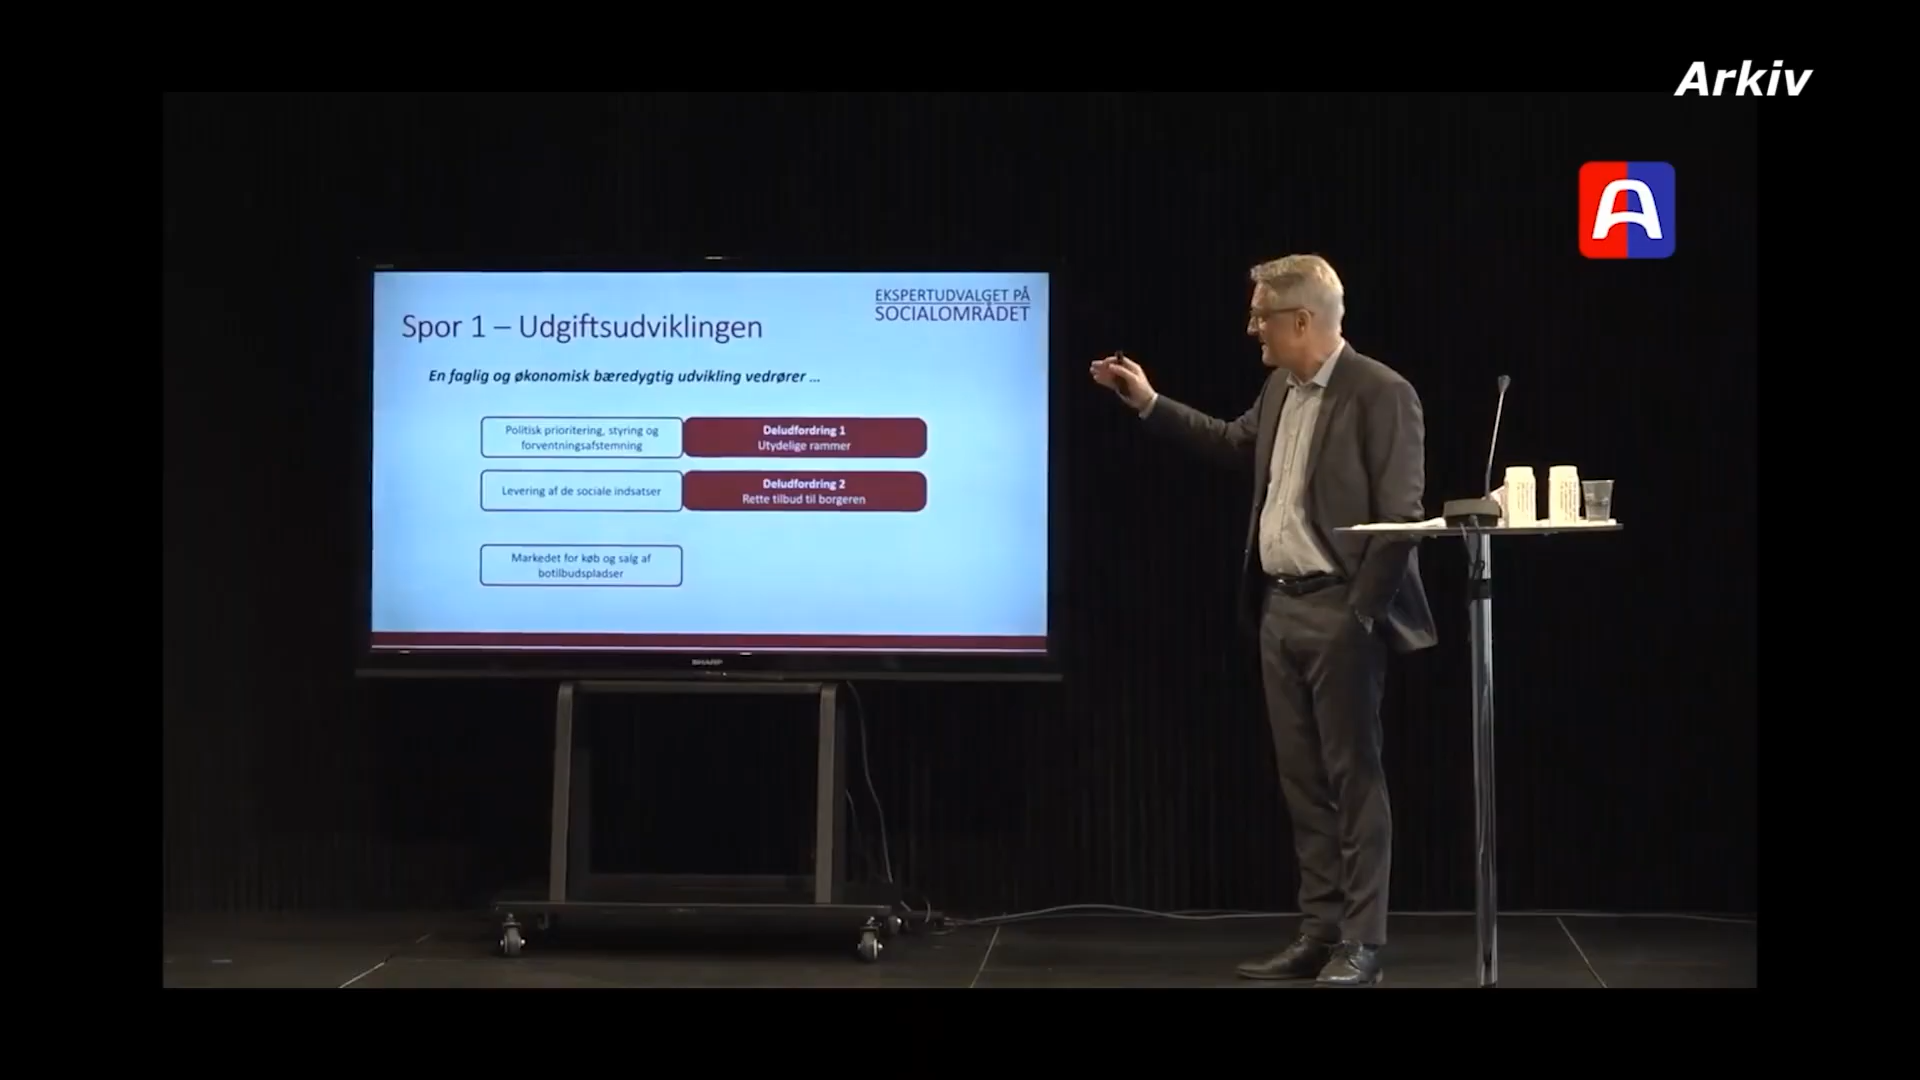 Arkiv
A
EKSPERTUDVALGET PÅ
SOCIALOMRÅDET
Spor 1 – Udgiftsudviklingen
En faglig og økonomisk bæredygtig udvikling vedrører ...
Politisk prioritering, styring og
forventningsafstemning
Deludfordring 1
Utydelige rammer
Levering af de sociale indsatser
Deludfordring 2
Rette tilbud til borgeren
Markedet for køb og salg af
botilbudspladser
SHARP